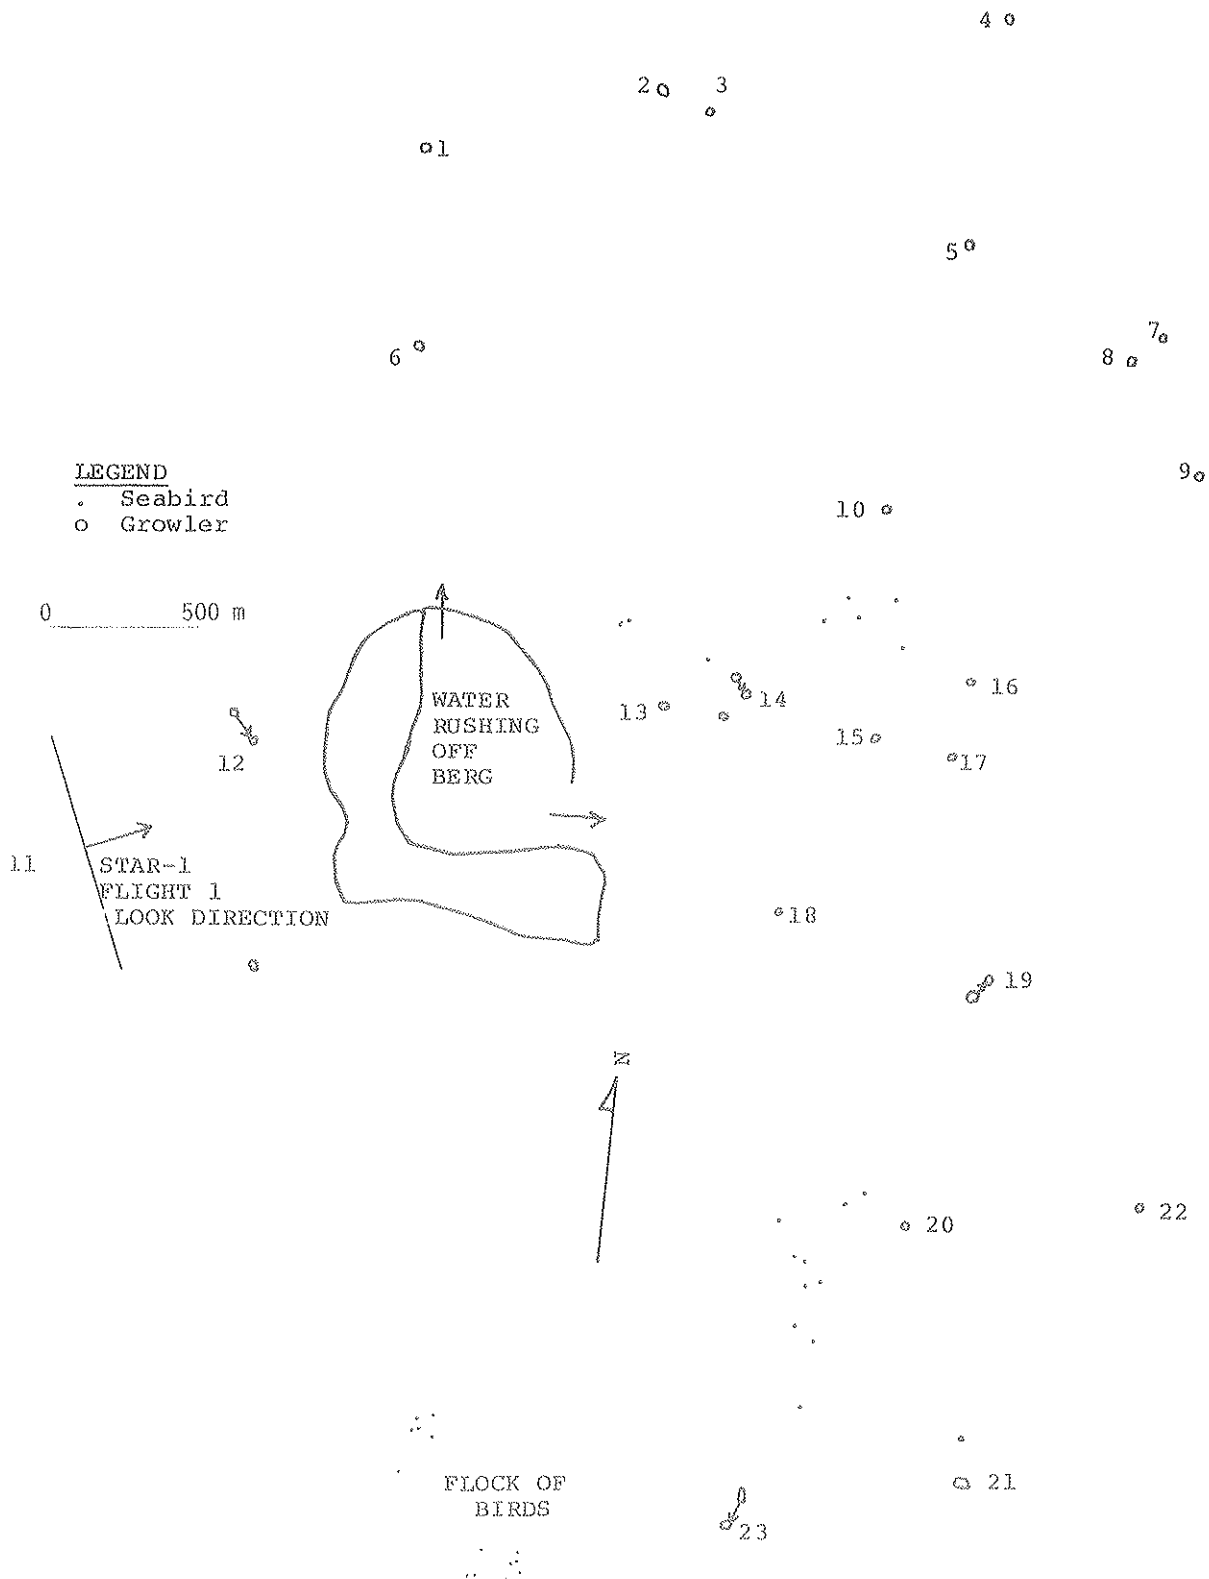 4
2
3
1
5
7
8
6
9
LEGEND
. Seabird
o Growler
10
0 500 m
16
14
13
WATER
RUSHING
OFF
BERG
15
17
12
11
STAR-1
FLIGHT 1
LOOK DIRECTION
18
19
N
22
20
21
FLOCK OF
BIRDS
23